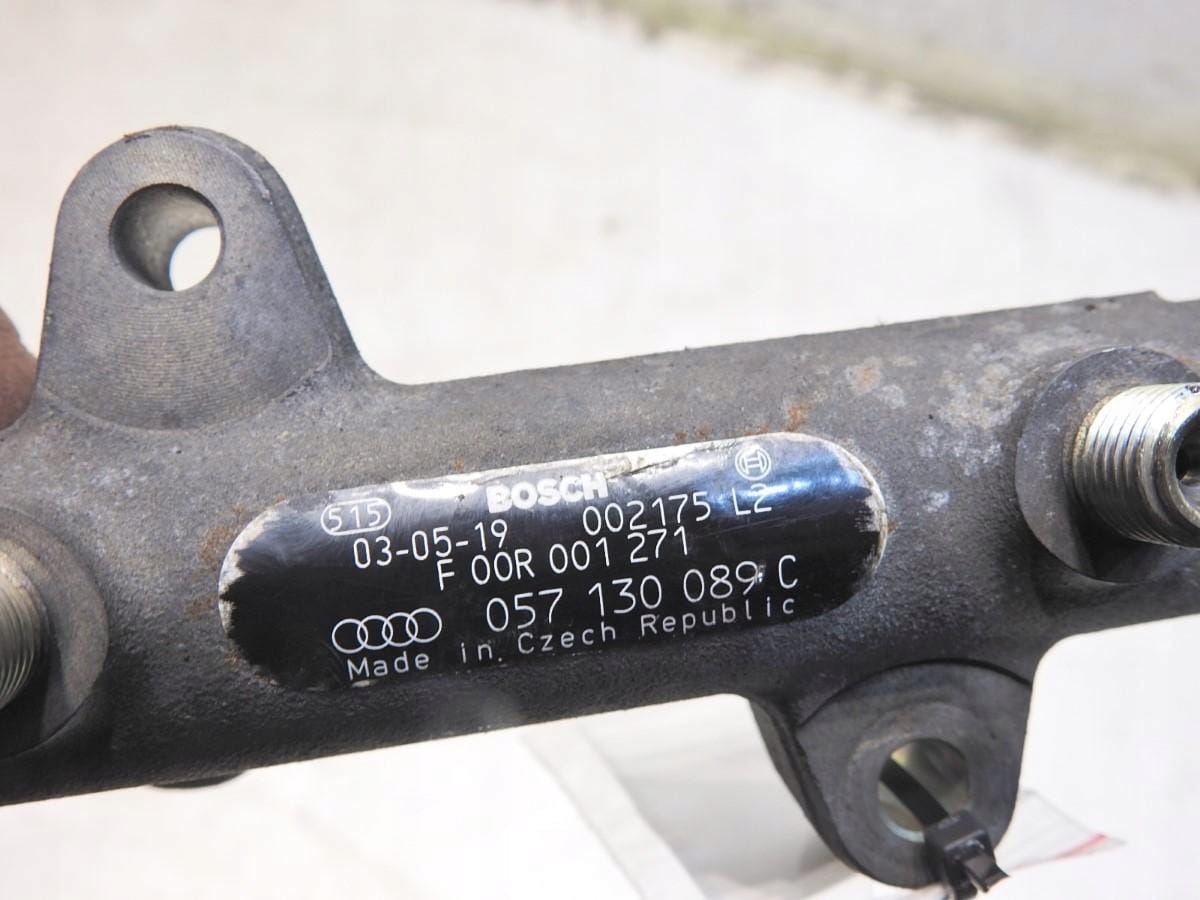 BOSCH
515
03-05-19 002175 L2
F 00R 001 271
057 130 089 C
Made in Czech Republic